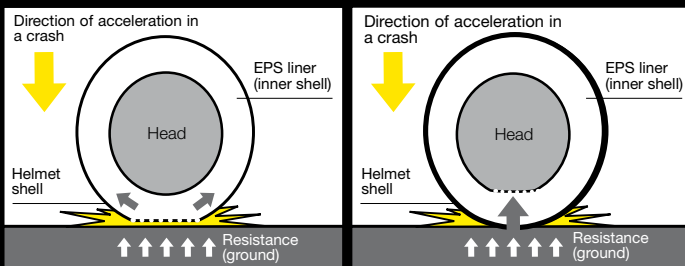 Direction of acceleration in
a crash
EPS liner
(inner shell)
Head
Helmet
shell
Resistance
(ground)
Direction of acceleration in
a crash
EPS liner
(inner shell)
Head
Helmet
shell
Resistance
(ground)